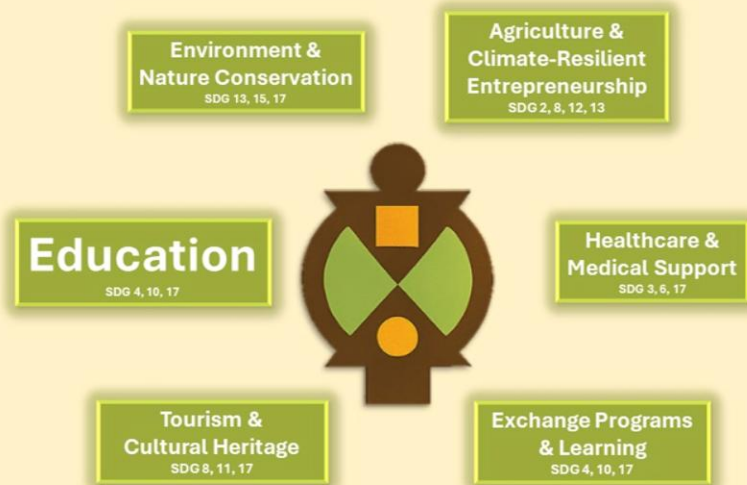 Environment &
Nature Conservation
SDG 13, 15, 17
Agriculture &
Climate-Resilient
Entrepreneurship
SDG 2, 8, 12, 13
Education
SDG 4, 10, 17
Healthcare &
Medical Support
SDG 3, 6, 17
Tourism &
Cultural Heritage
SDG 8, 11, 17
Exchange Programs
& Learning
SDG 4, 10, 17